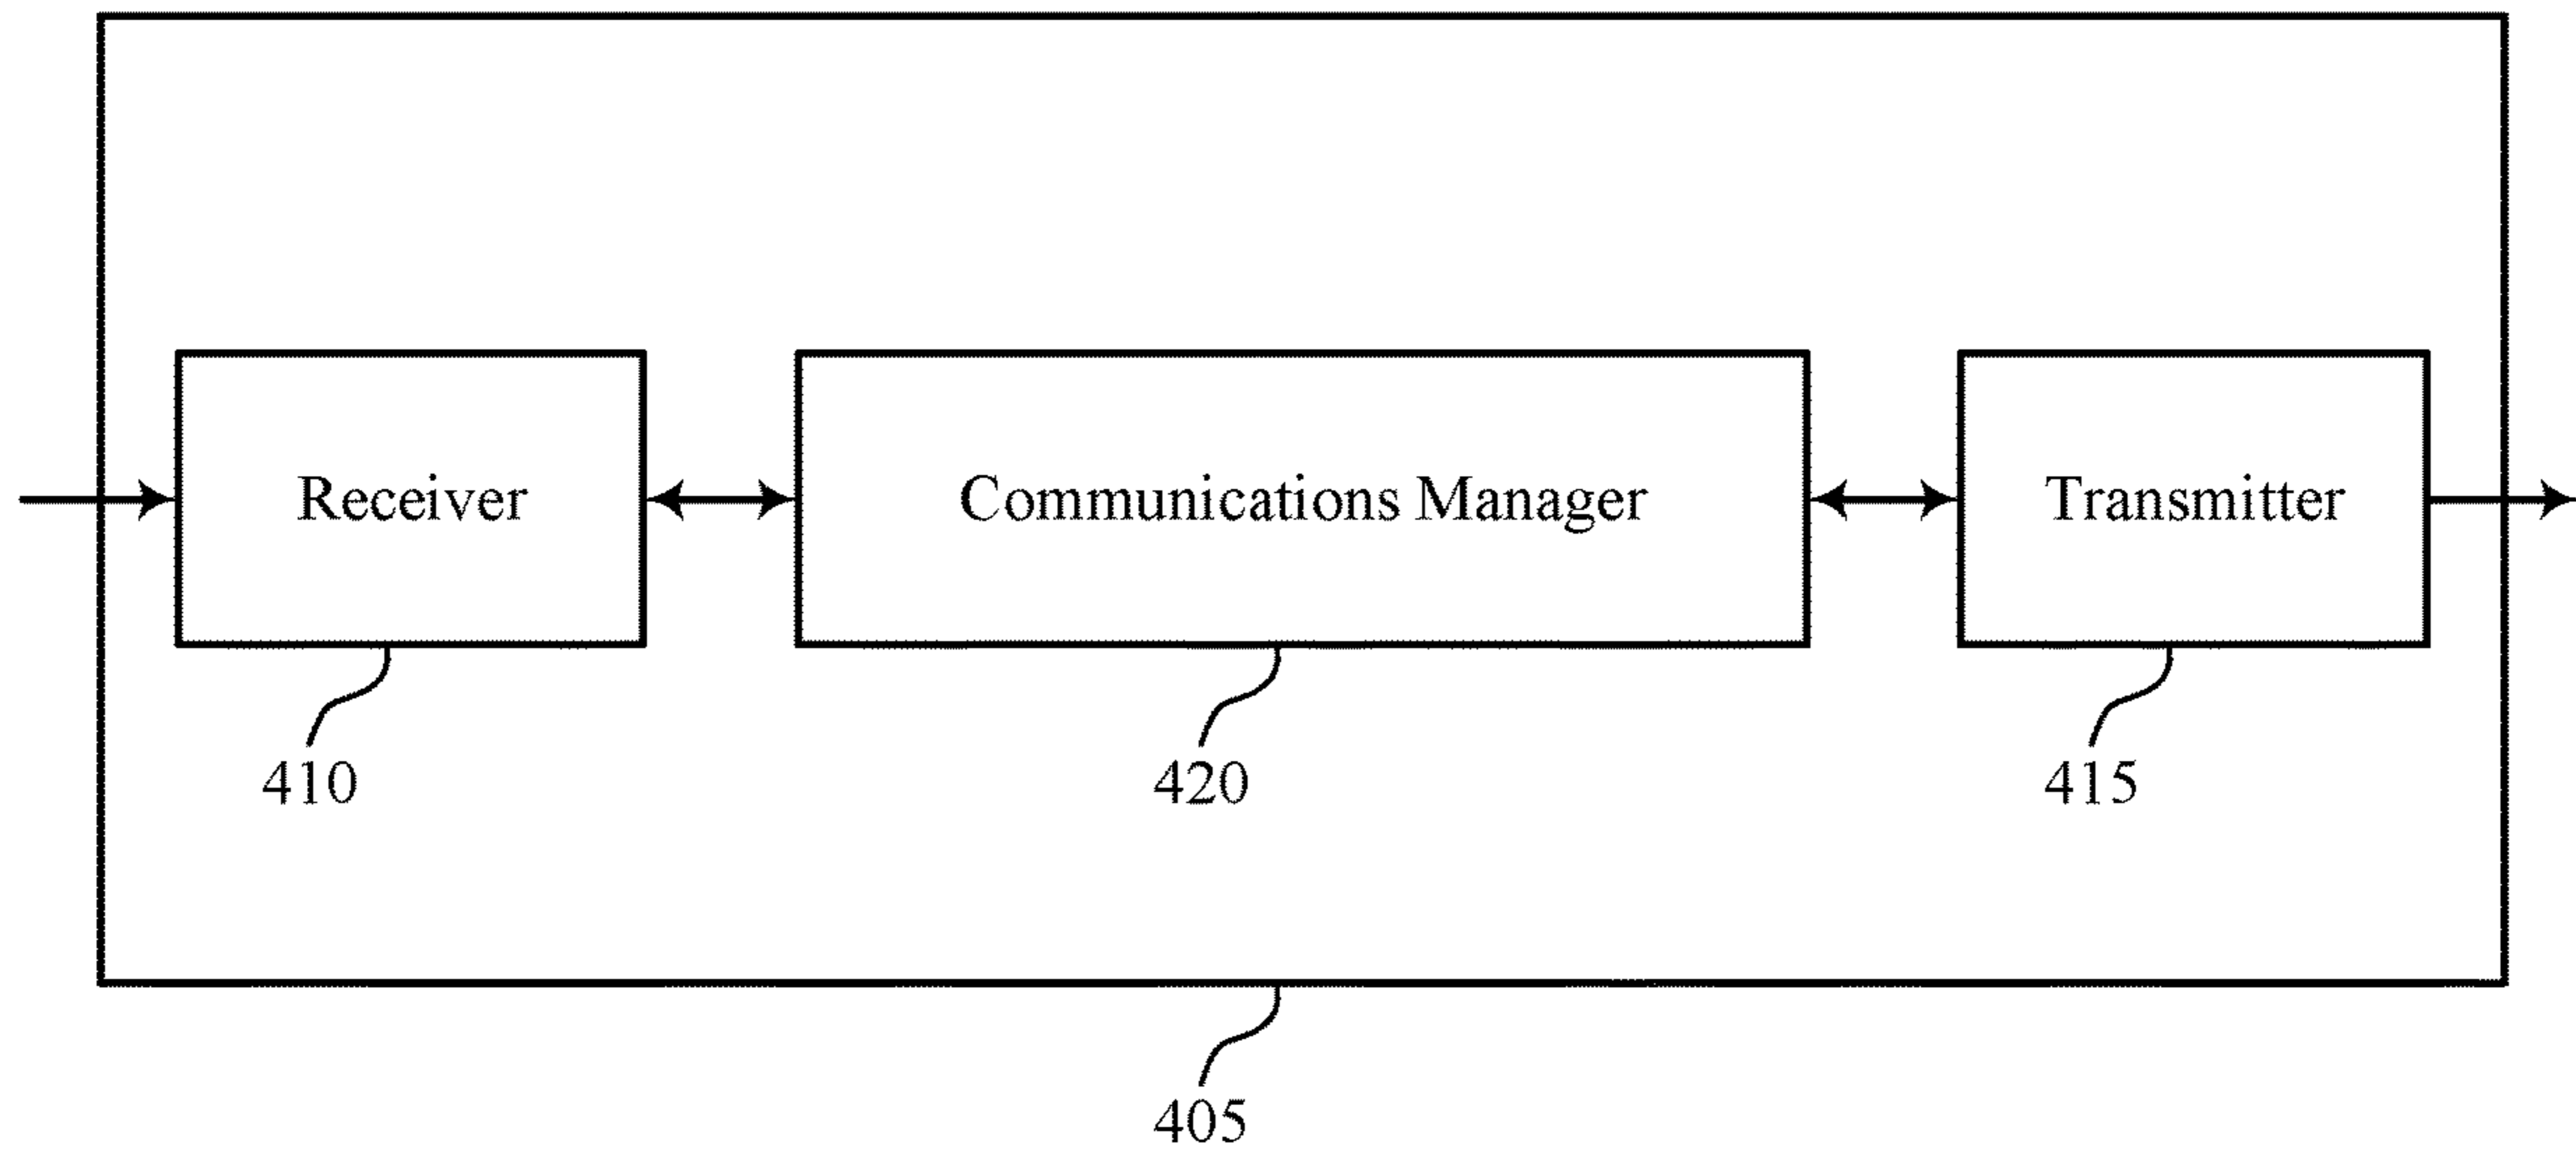 Receiver
Communications Manager
Transmitter
410
420
415
405